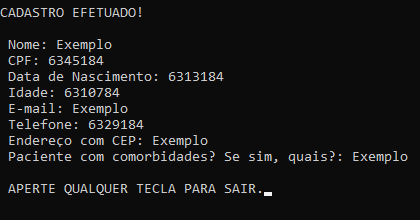 CADASTRO EFETUADO!
Nome: Exemplo
CPF: 6345184
Data de Nascimento: 6313184
Idade: 6310784
E-mail: Exemplo
Telefone: 6329184
Endereço com CEP: Exemplo
Paciente com comorbidades? Se sim, quais?: Exemplo
APERTE QUALQUER TECLA PARA SAIR.